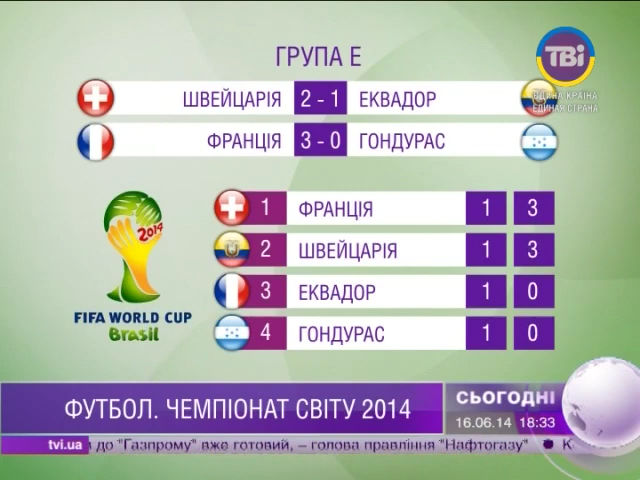 ГРУПА Е
ТВі
ЄДИНА КРАЇНА
ЕДИНАЯ СТРАНА
ШВЕЙЦАРІЯ 2 - 1 ЕКВАДОР
ФРАНЦІЯ 3 - 0 ГОНДУРАС
2014
FIFA WORLD CUP
Brasil
1 ФРАНЦІЯ 1 3
2 ШВЕЙЦАРІЯ 1 3
3 ЕКВАДОР 1 0
4 ГОНДУРАС 1 0
ФУТБОЛ. ЧЕМПІОНАТ СВІТУ 2014
СЬОГОДНІ
16.06.14 18:33
tvi.ua до "Газпрому" вже готовий, – голова правління "Нафтогазу"